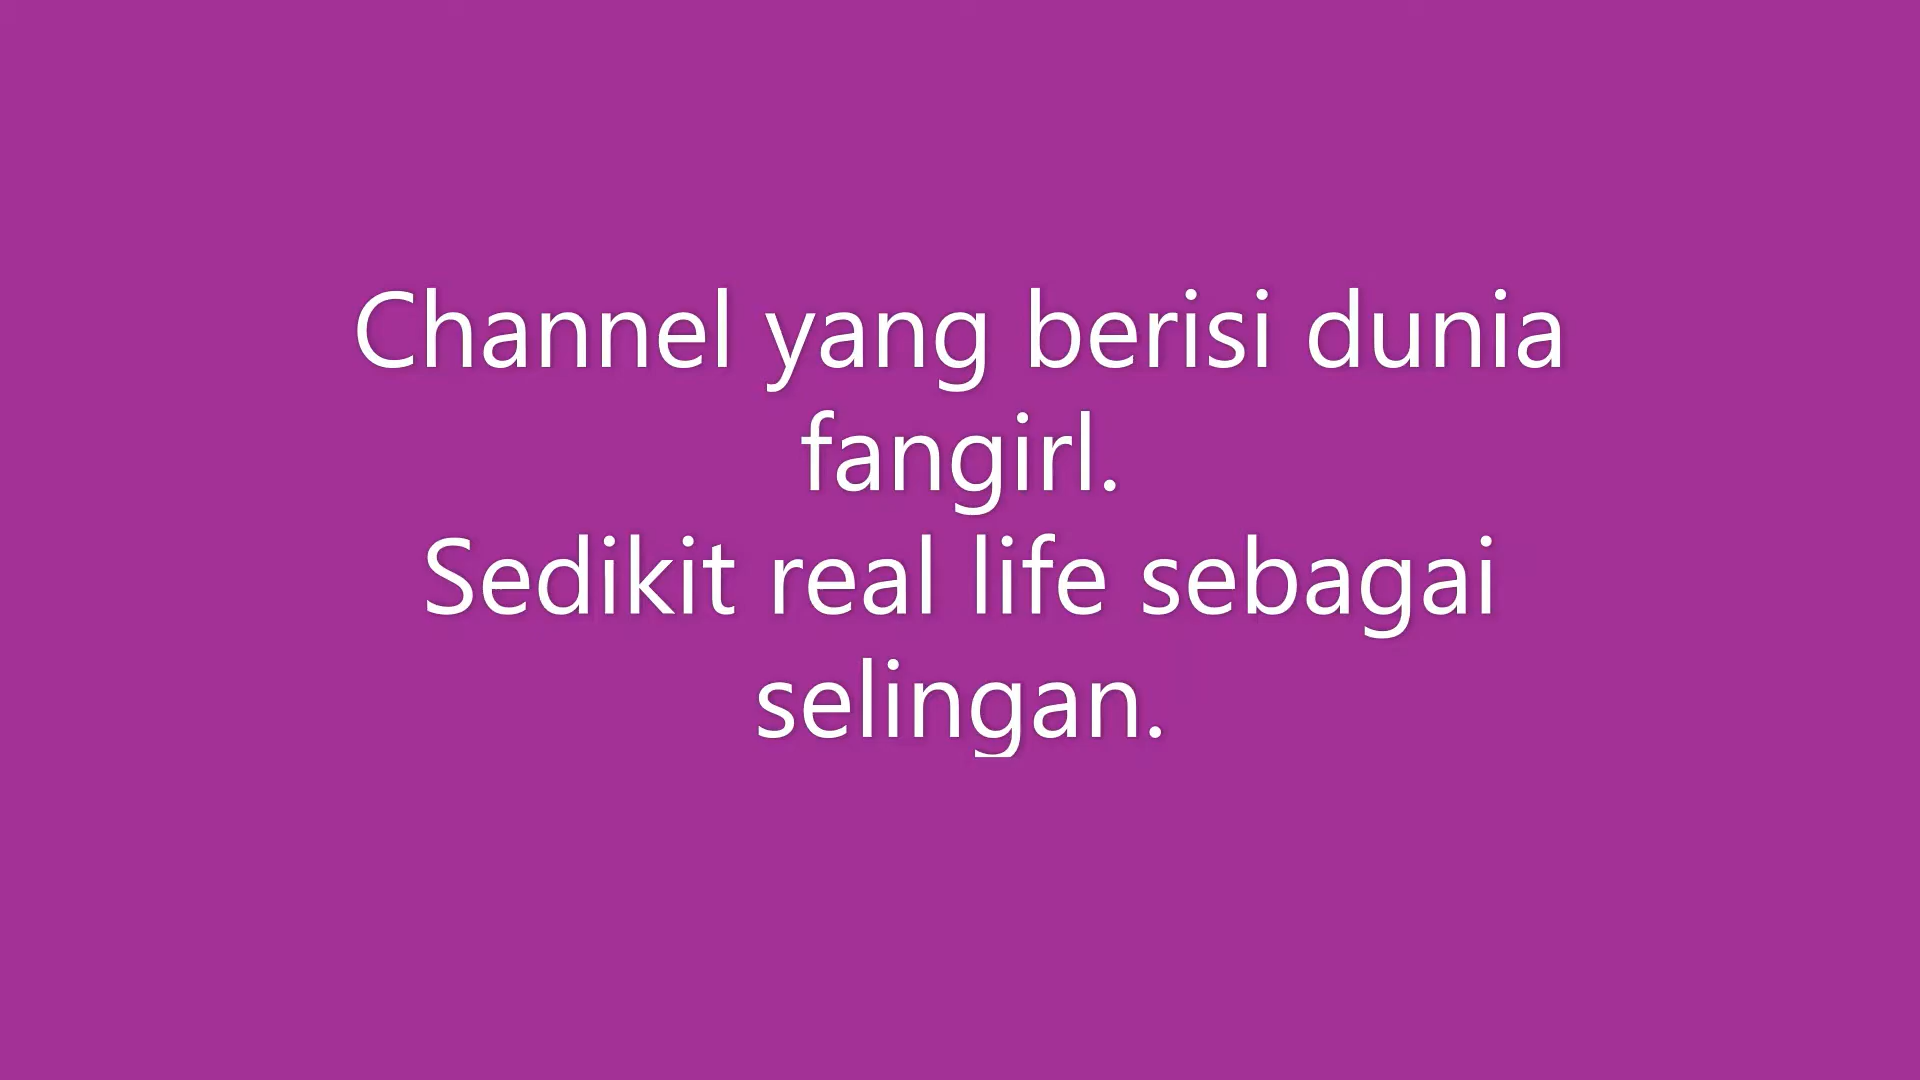 Channel yang berisi dunia
fangirl.
Sedikit real life sebagai
selingan.